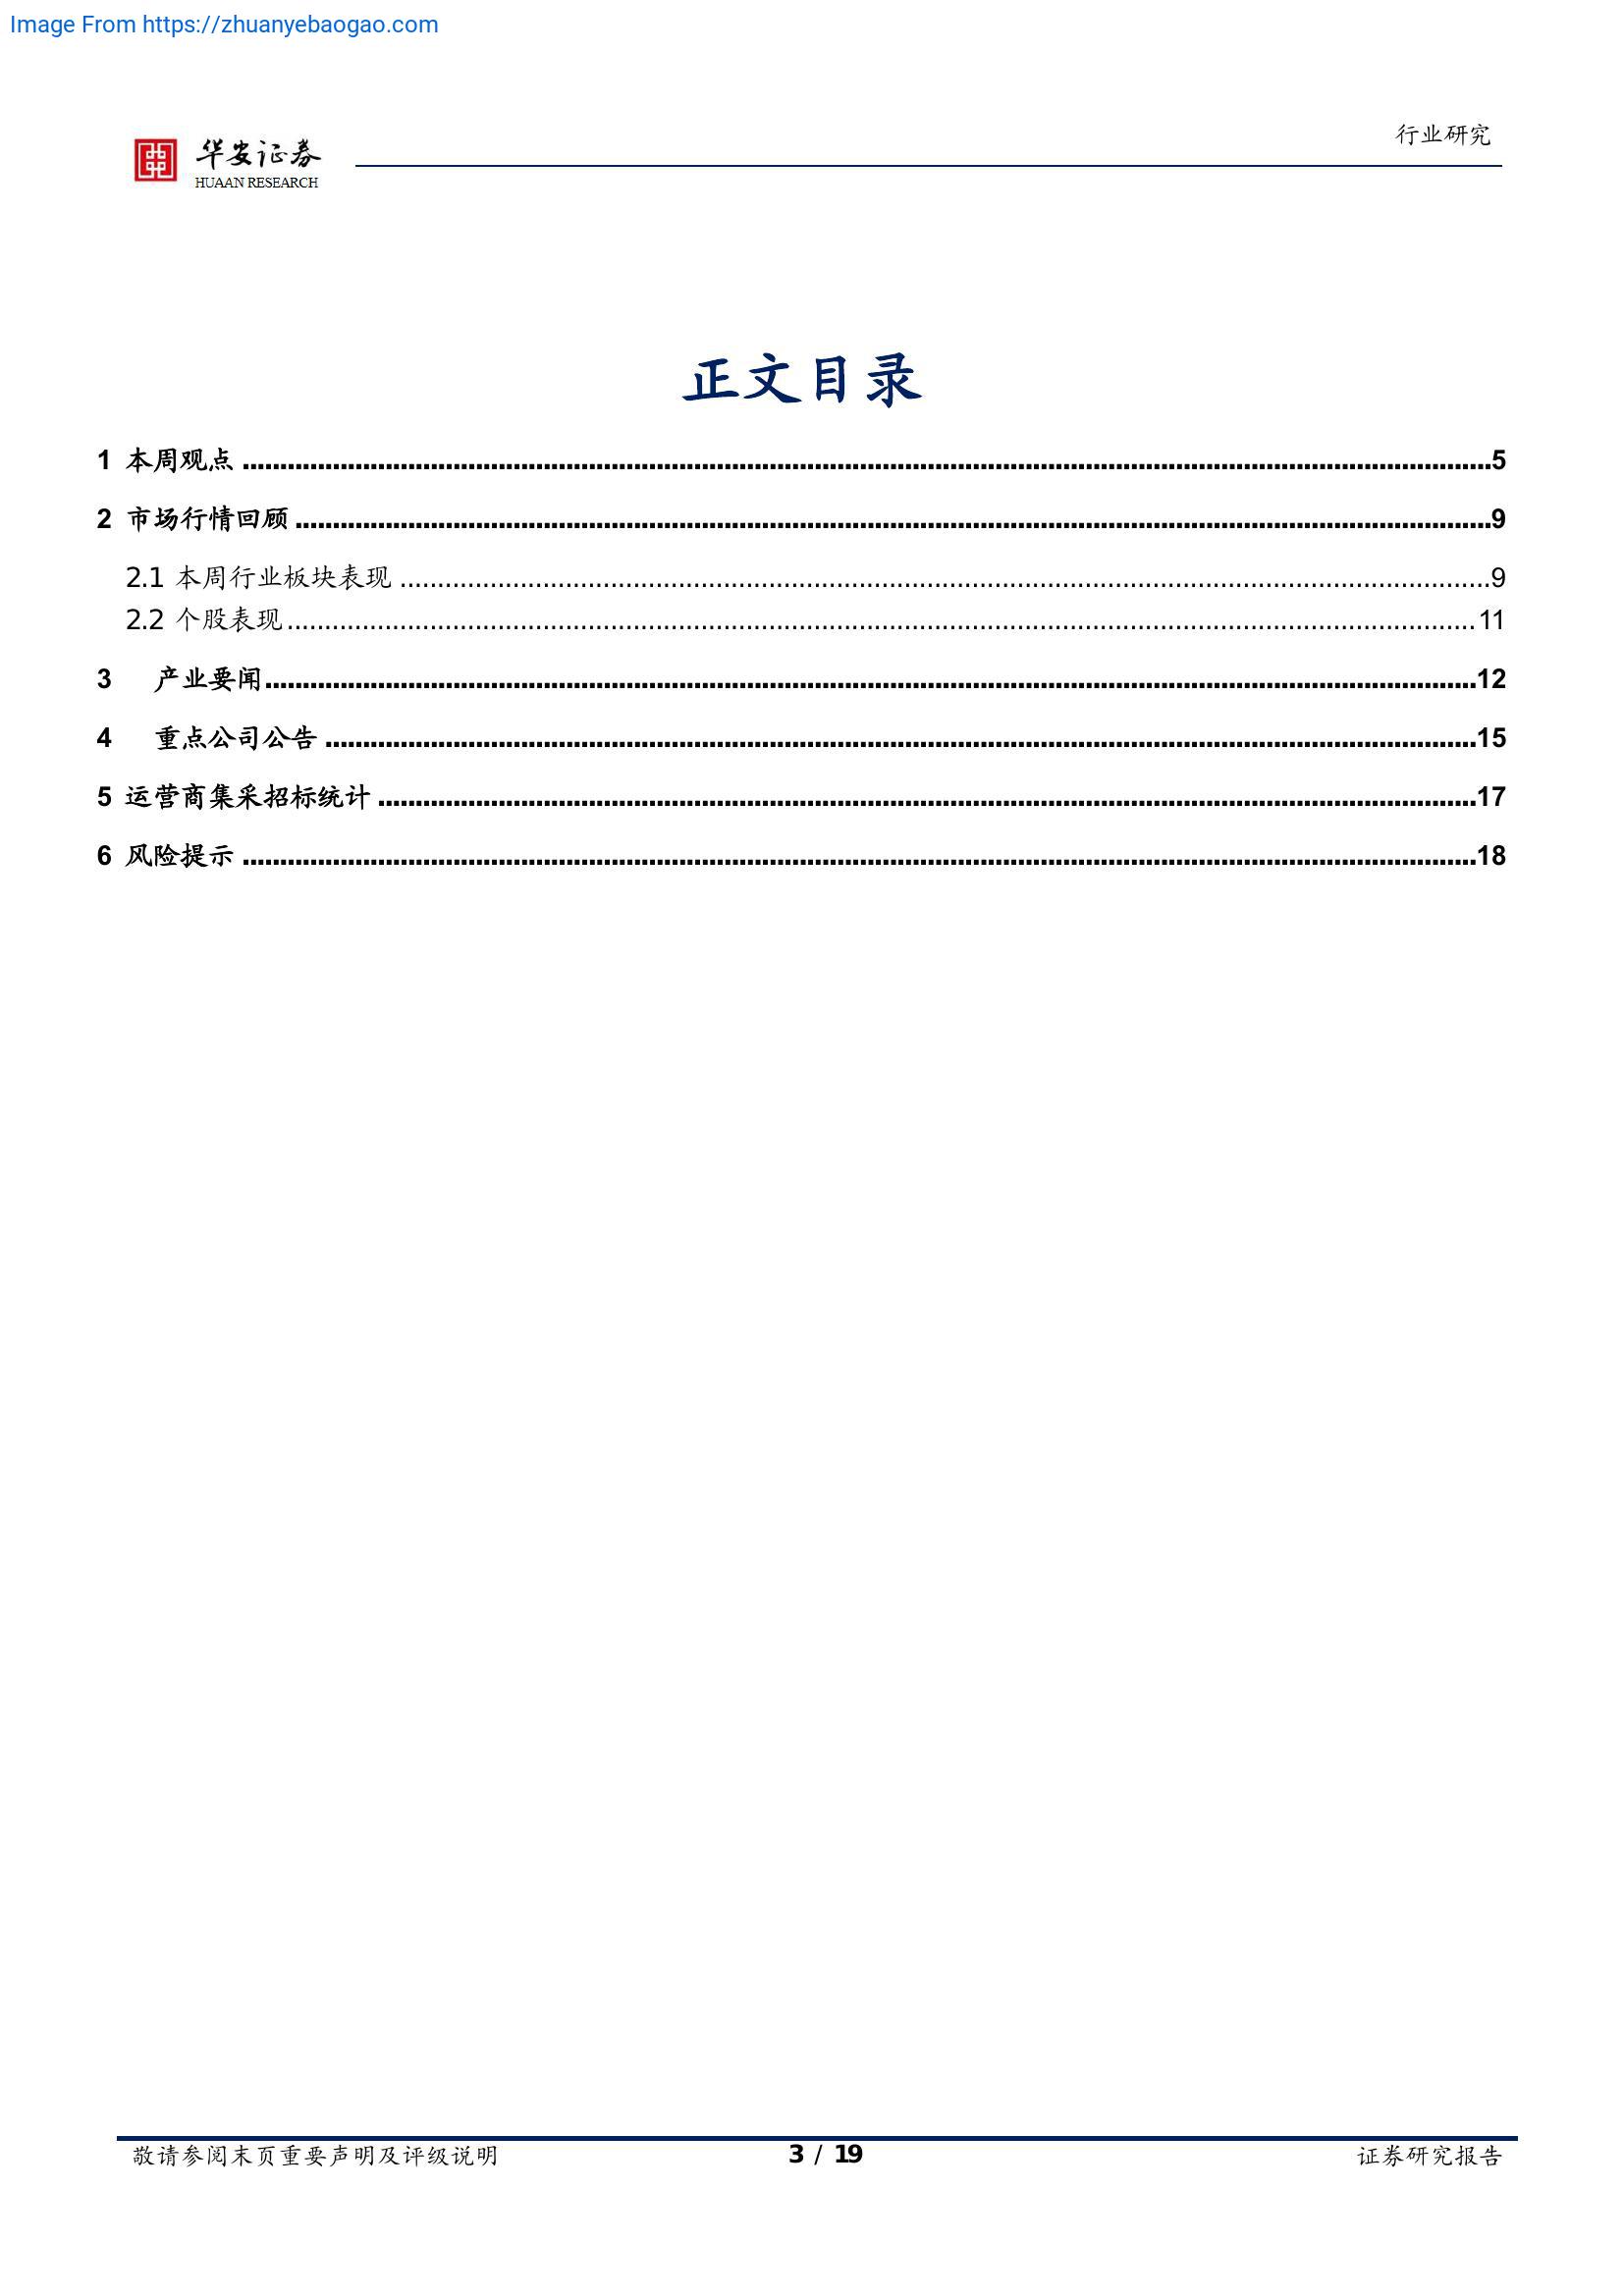 Image From https://zhuanyebaogao.com
行业研究
华安证券
HUAAN RESEARCH
正文目录
1 本周观点 ........................................................ 5
2 市场行情回顾 ........................................................ 9
2.1 本周行业板块表现 ........................................................ 9
2.2 个股表现 ........................................................ 11
3 产业要闻 ........................................................ 12
4 重点公司公告 ........................................................ 15
5 运营商集采招标统计 ........................................................ 17
6 风险提示 ........................................................ 18
敬请参阅末页重要声明及评级说明 3 / 19 证券研究报告